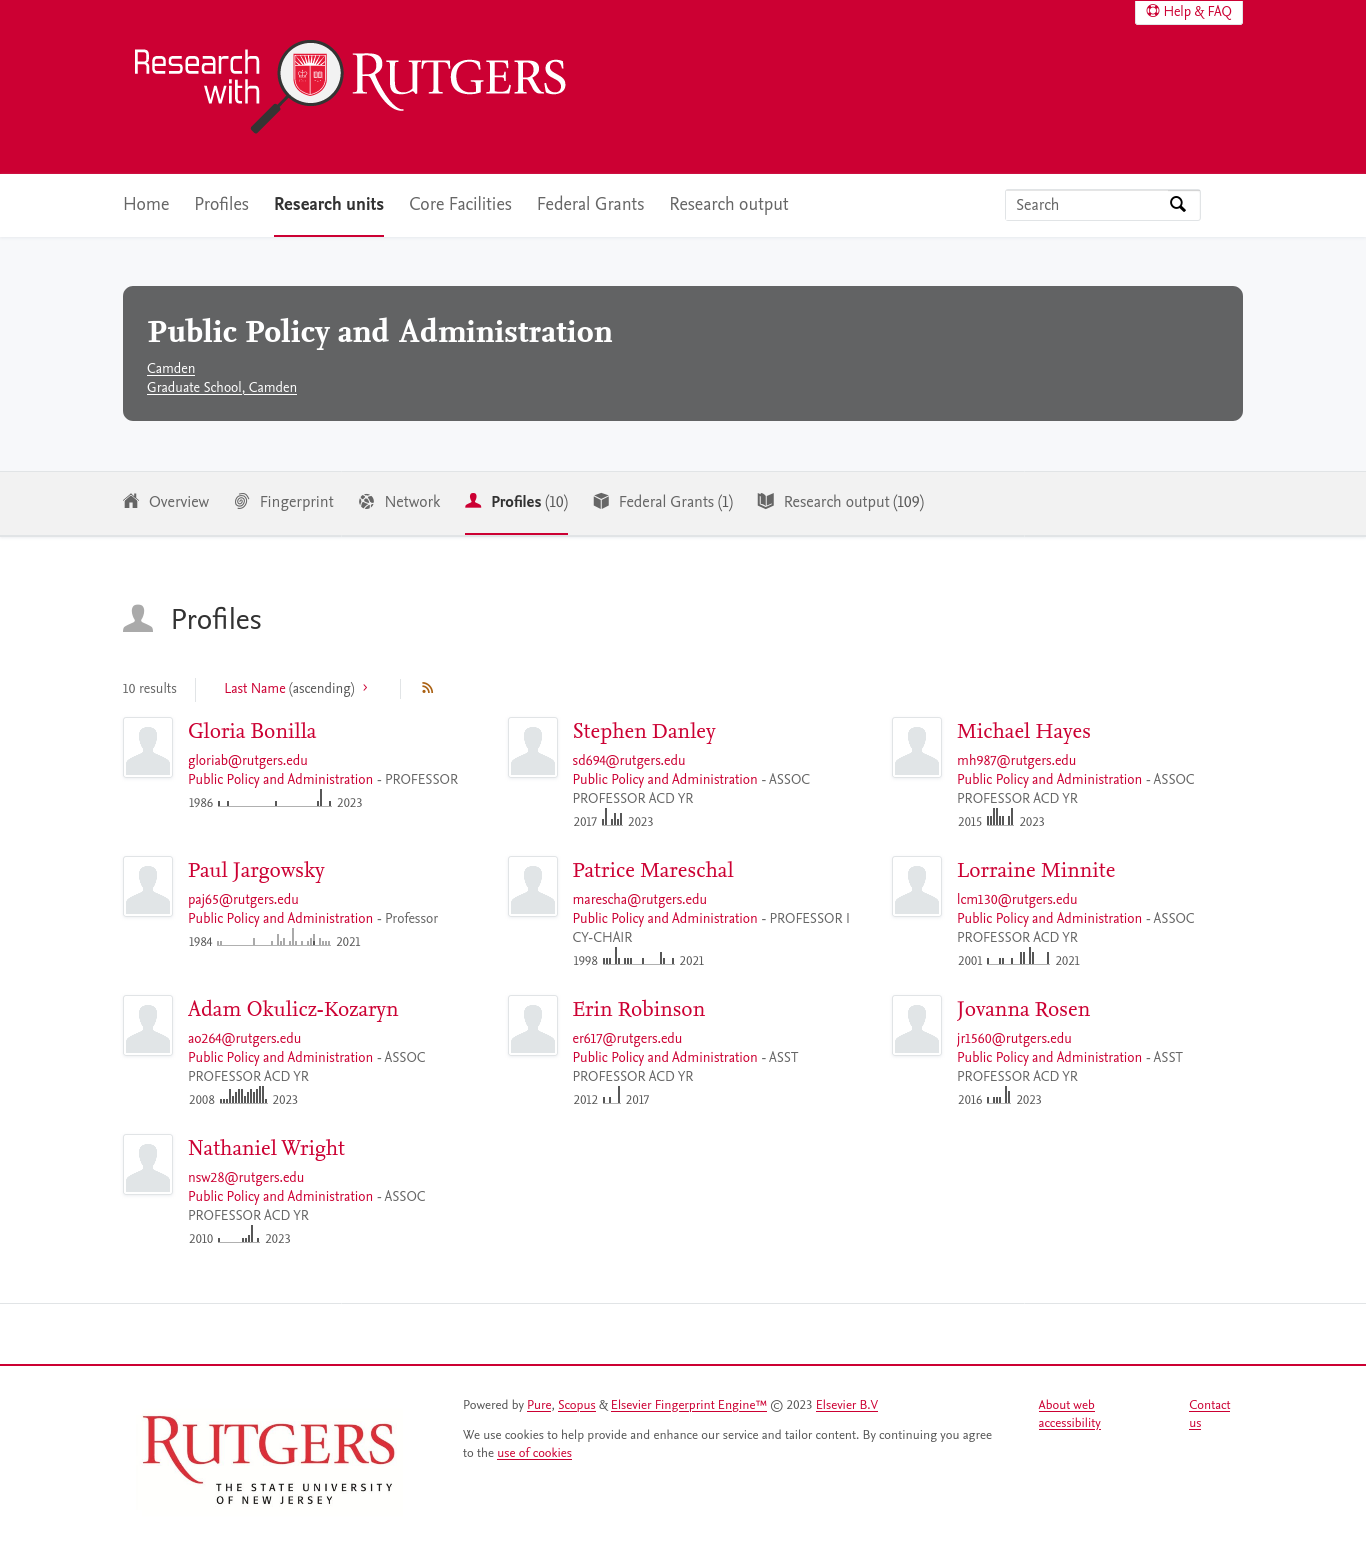 Help & FAQ
Research
with
RUTGERS
Home Profiles Research units Core Facilities Federal Grants Research output Search
Public Policy and Administration
Camden
Graduate School, Camden
Overview Fingerprint Network Profiles (10) Federal Grants (1) Research output (109)
Profiles
10 results Last Name (ascending)
Gloria Bonilla
gloriab@rutgers.edu
Public Policy and Administration - PROFESSOR
1986 2023
Stephen Danley
sd694@rutgers.edu
Public Policy and Administration - ASSOC
PROFESSOR ACD YR
2017 2023
Michael Hayes
mh987@rutgers.edu
Public Policy and Administration - ASSOC
PROFESSOR ACD YR
2015 2023
Paul Jargowsky
paj65@rutgers.edu
Public Policy and Administration - Professor
1984 2021
Patrice Mareschal
marescha@rutgers.edu
Public Policy and Administration - PROFESSOR I
CY-CHAIR
1998 2021
Lorraine Minnite
lcm130@rutgers.edu
Public Policy and Administration - ASSOC
PROFESSOR ACD YR
2001 2021
Adam Okulicz-Kozaryn
ao264@rutgers.edu
Public Policy and Administration - ASSOC
PROFESSOR ACD YR
2008 2023
Erin Robinson
er617@rutgers.edu
Public Policy and Administration - ASST
PROFESSOR ACD YR
2012 2017
Jovanna Rosen
jr1560@rutgers.edu
Public Policy and Administration - ASST
PROFESSOR ACD YR
2016 2023
Nathaniel Wright
nsw28@rutgers.edu
Public Policy and Administration - ASSOC
PROFESSOR ACD YR
2010 2023
RUTGERS
THE STATE UNIVERSITY
OF NEW JERSEY
Powered by Pure, Scopus & Elsevier Fingerprint Engine™ © 2023 Elsevier B.V
We use cookies to help provide and enhance our service and tailor content. By continuing you agree
to the use of cookies
About web
accessibility
Contact
us